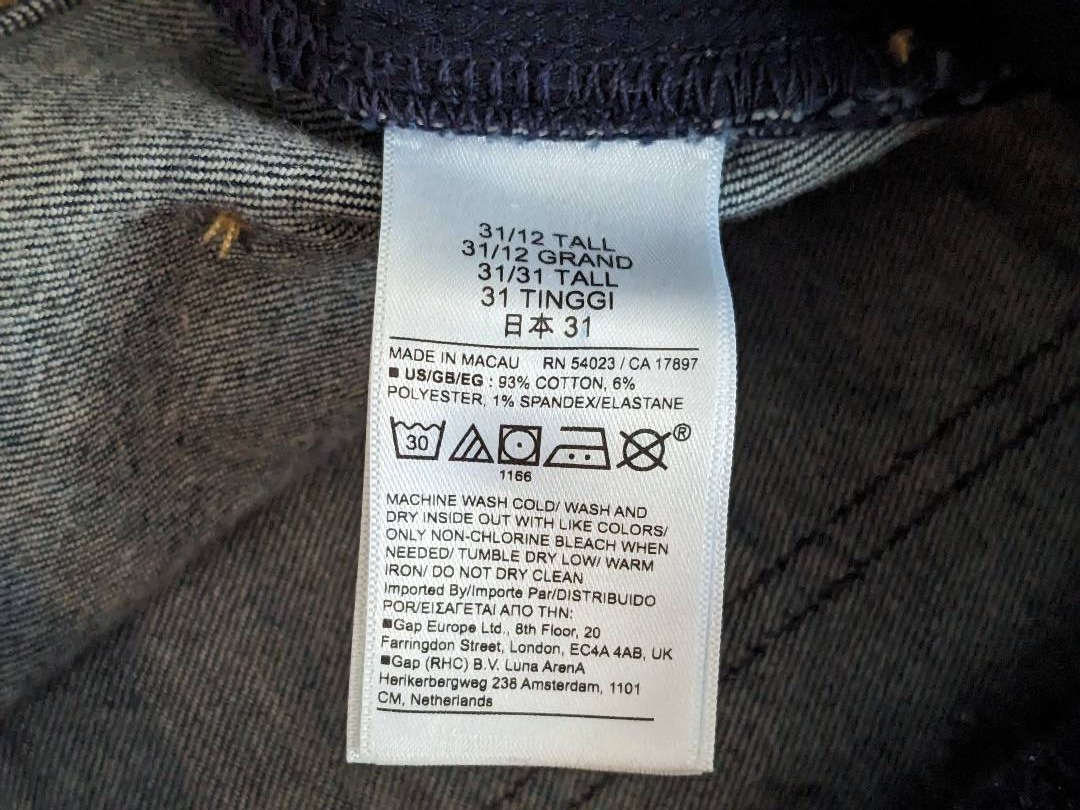 31/12 TALL
31/12 GRAND
31/31 TALL
31 TINGGI
日本 31
MADE IN MACAU RN 54023 / CA 17897
■ US/GB/EG : 93% COTTON, 6%
POLYESTER, 1% SPANDEX/ELASTANE
30 ®
1166
MACHINE WASH COLD/ WASH AND
DRY INSIDE OUT WITH LIKE COLORS/
ONLY NON-CHLORINE BLEACH WHEN
NEEDED/ TUMBLE DRY LOW/ WARM
IRON/ DO NOT DRY CLEAN
Imported By/Importe Par/DISTRIBUIDO
POR/ΕΙΣΑΓΕΤΑΙ ΑΠΟ ΤΗΝ:
■Gap Europe Ltd., 8th Floor, 20
Farringdon Street, London, EC4A 4AB, UK
■Gap (RHC) B.V. Luna ArenA
Herikerbergweg 238 Amsterdam, 1101
CM, Netherlands